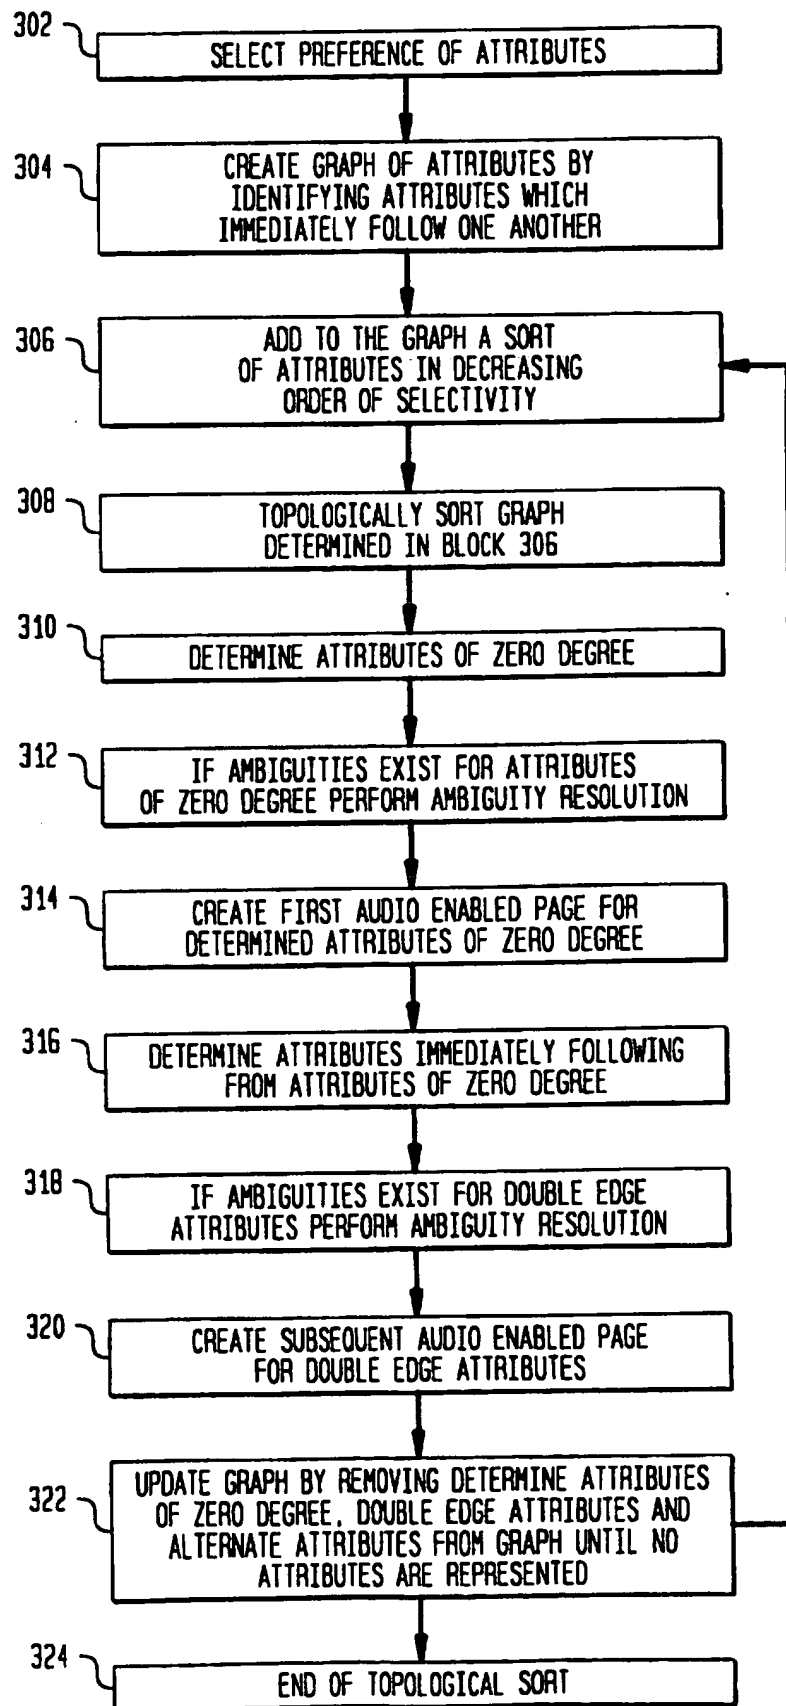 302
SELECT PREFERENCE OF ATTRIBUTES
304
CREATE GRAPH OF ATTRIBUTES BY
IDENTIFYING ATTRIBUTES WHICH
IMMEDIATELY FOLLOW ONE ANOTHER
306
ADD TO THE GRAPH A SORT
OF ATTRIBUTES IN DECREASING
ORDER OF SELECTIVITY
308
TOPOLOGICALLY SORT GRAPH
DETERMINED IN BLOCK 306
310
DETERMINE ATTRIBUTES OF ZERO DEGREE
312
IF AMBIGUITIES EXIST FOR ATTRIBUTES
OF ZERO DEGREE PERFORM AMBIGUITY RESOLUTION
314
CREATE FIRST AUDIO ENABLED PAGE FOR
DETERMINED ATTRIBUTES OF ZERO DEGREE
316
DETERMINE ATTRIBUTES IMMEDIATELY FOLLOWING
FROM ATTRIBUTES OF ZERO DEGREE
318
IF AMBIGUITIES EXIST FOR DOUBLE EDGE
ATTRIBUTES PERFORM AMBIGUITY RESOLUTION
320
CREATE SUBSEQUENT AUDIO ENABLED PAGE
FOR DOUBLE EDGE ATTRIBUTES
322
UPDATE GRAPH BY REMOVING DETERMINE ATTRIBUTES
OF ZERO DEGREE, DOUBLE EDGE ATTRIBUTES AND
ALTERNATE ATTRIBUTES FROM GRAPH UNTIL NO
ATTRIBUTES ARE REPRESENTED
324
END OF TOPOLOGICAL SORT